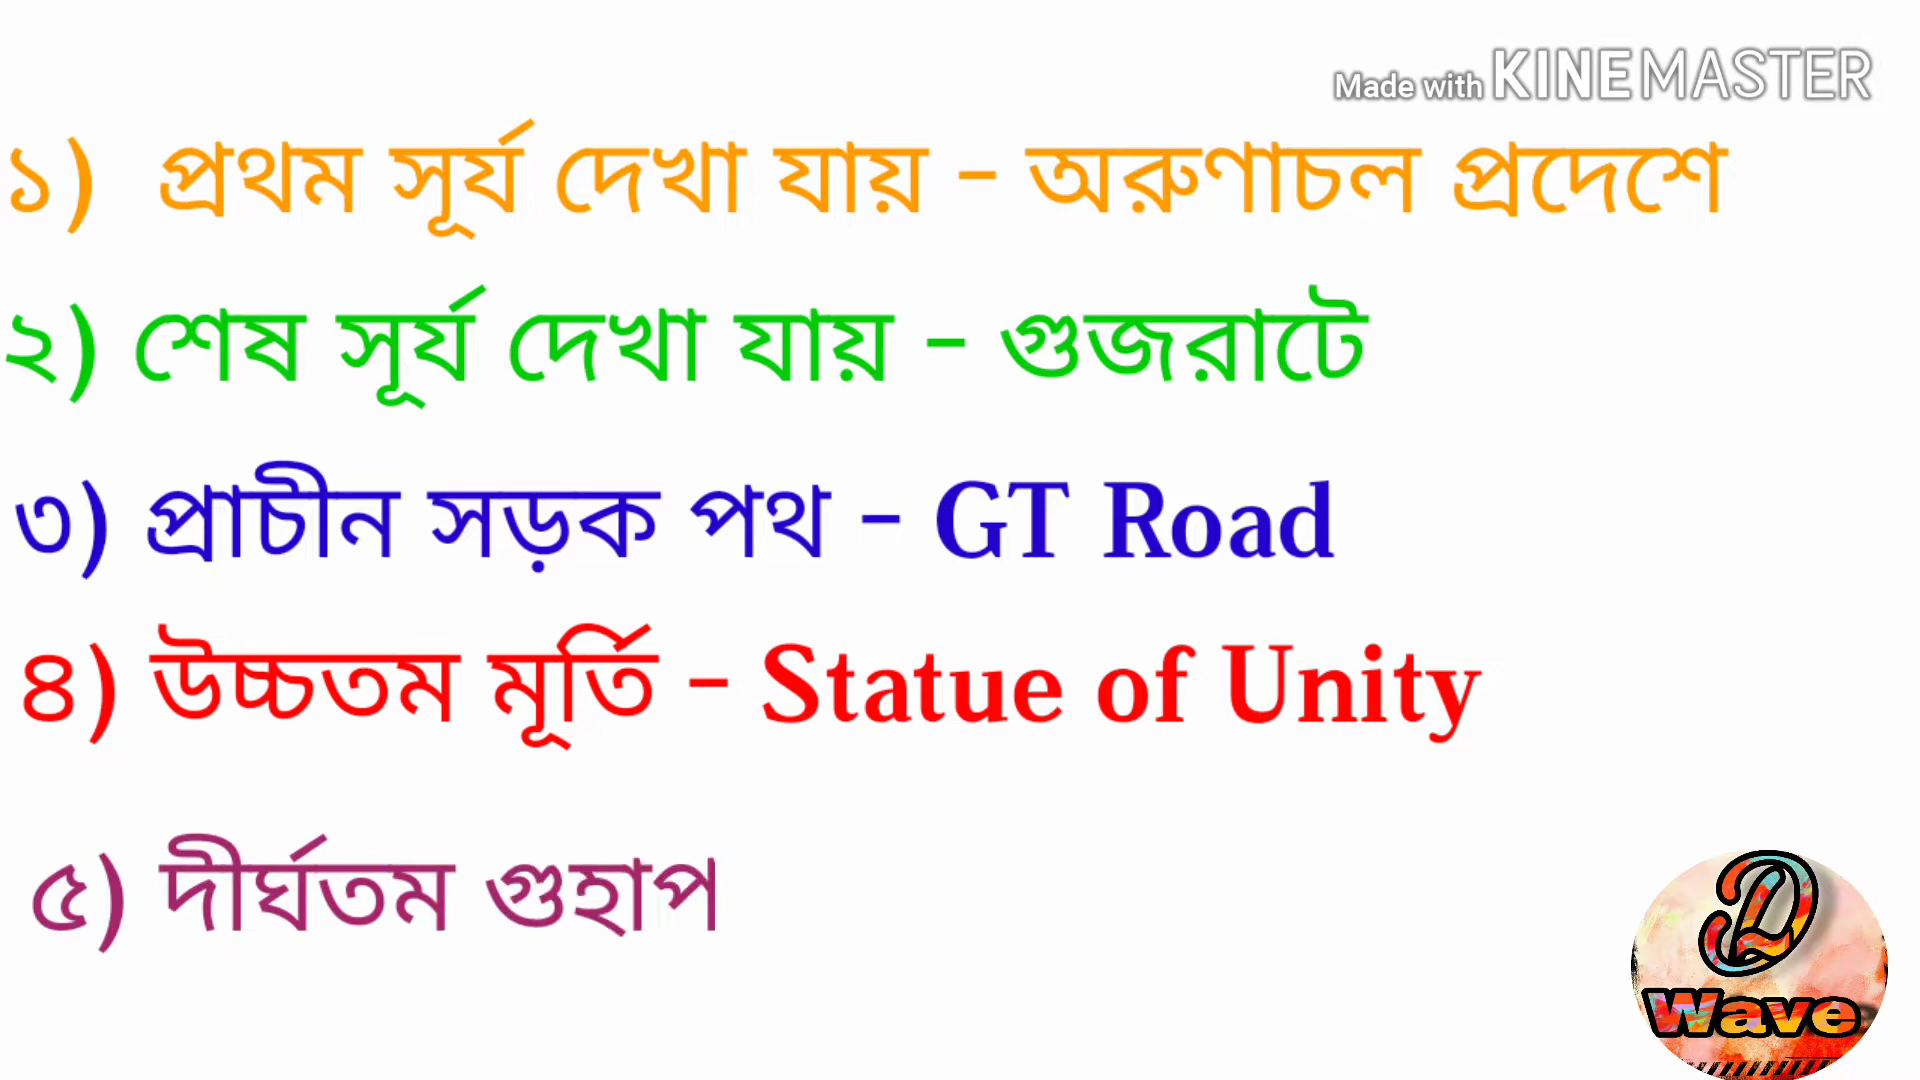 Made with KINEMASTER
১) প্রথম সূর্য দেখা যায় - অরুণাচল প্রদেশে
২) শেষ সূর্য দেখা যায় - গুজরাটে
৩) প্রাচীন সড়ক পথ - GT Road
৪) উচ্চতম মূর্তি - Statue of Unity
৫) দীর্ঘতম গুহাপ
D
Wave